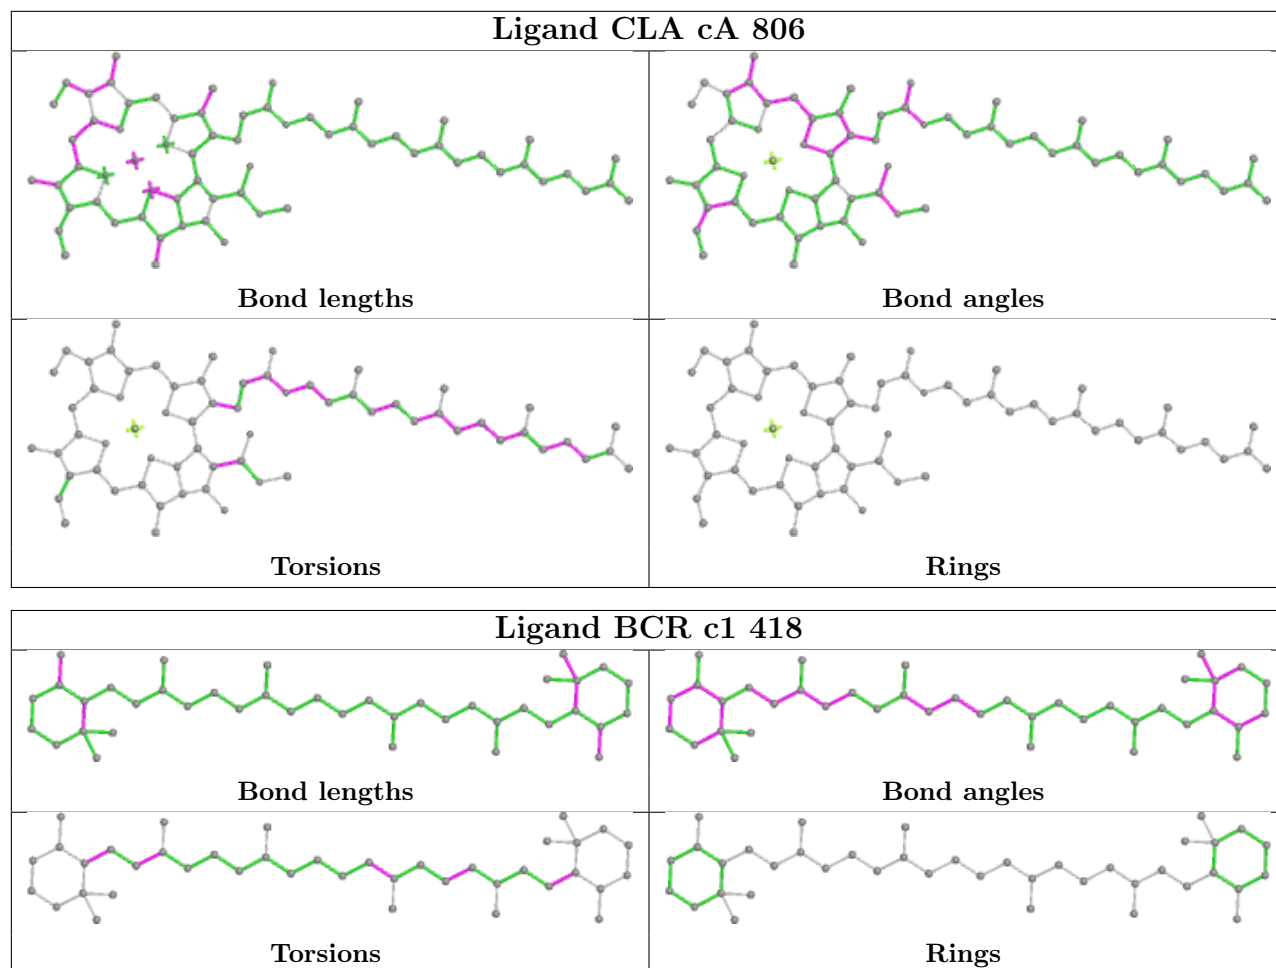 Ligand CLA cA 806
Bond lengths
Bond angles
Torsions
Rings
Ligand BCR c1 418
Bond lengths
Bond angles
Torsions
Rings